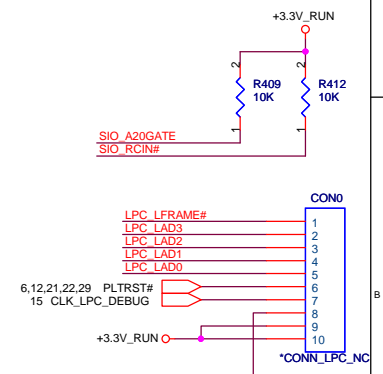 +3.3V_RUN
2 2
R409 R412
10K 10K
1 1
SIO_A20GATE
SIO_RCIN#
CON0
LPC_LFRAME# 1
LPC_LAD3 2
LPC_LAD2 3
LPC_LAD1 4
LPC_LAD0 5
6,12,21,22,29 PLTRST# 6
15 CLK_LPC_DEBUG 7
8
9
+3.3V_RUN 10
*CONN_LPC_NC
B